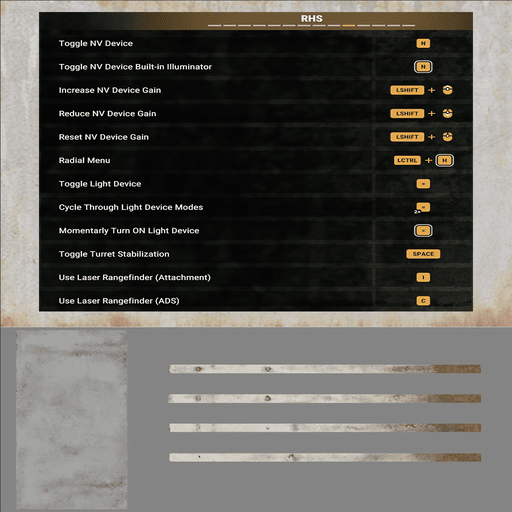 RHS
Toggle NV Device N
Toggle NV Device Built-in Illuminator N
Increase NV Device Gain LSHIFT +
Reduce NV Device Gain LSHIFT +
Reset NV Device Gain LSHIFT +
Radial Menu LCTRL + H
Toggle Light Device =
Cycle Through Light Device Modes 2× =
Momentarly Turn ON Light Device =
Toggle Turret Stabilization SPACE
Use Laser Rangefinder (Attachment) I
Use Laser Rangefinder (ADS) C